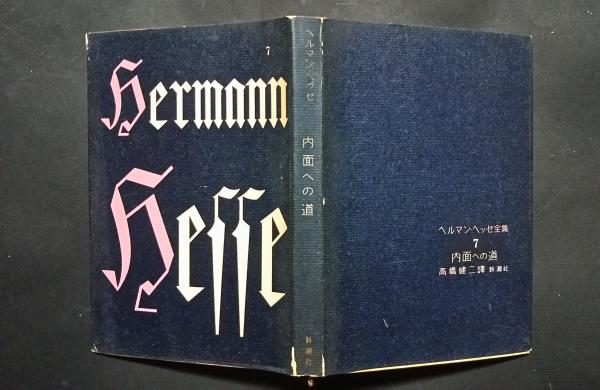 7
Hermann
Hesse
ヘルマン・ヘッセ
内面への道
新潮社
ヘルマン・ヘッセ全集
7
内面への道
高橋健二譯 新潮社